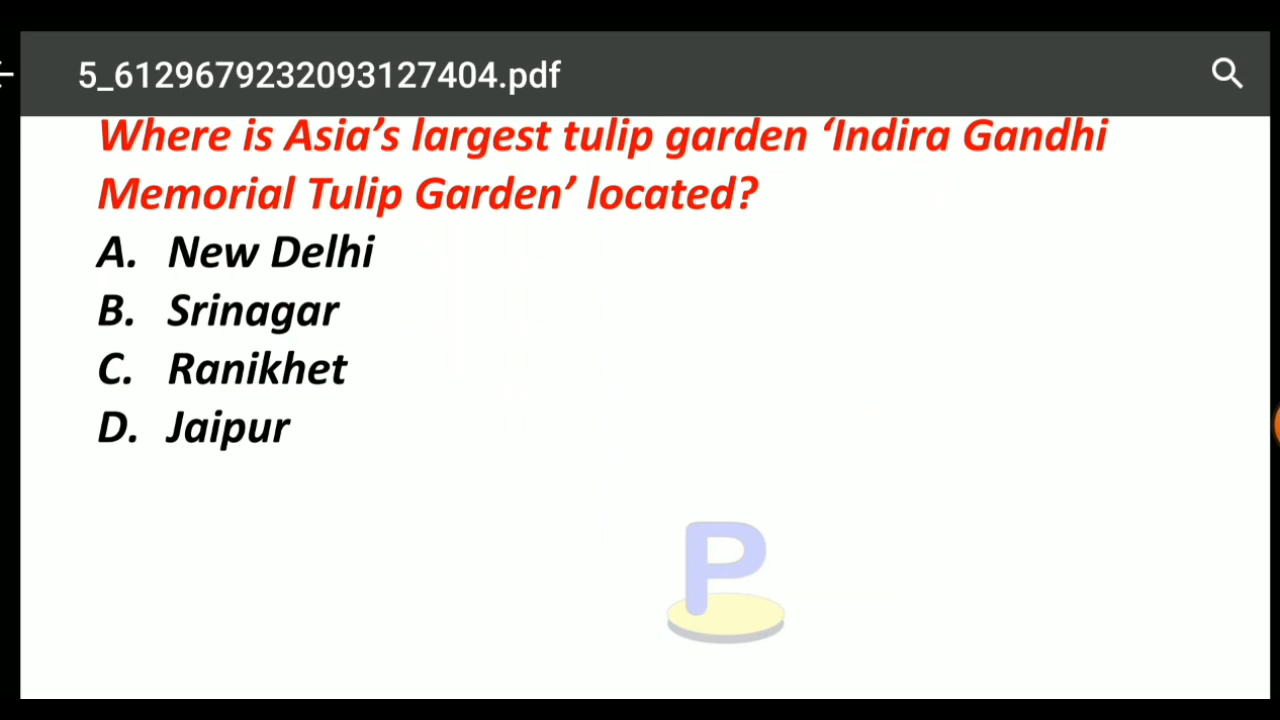 5_6129679232093127404.pdf
Where is Asia’s largest tulip garden ‘Indira Gandhi
Memorial Tulip Garden’ located?
A. New Delhi
B. Srinagar
C. Ranikhet
D. Jaipur
P